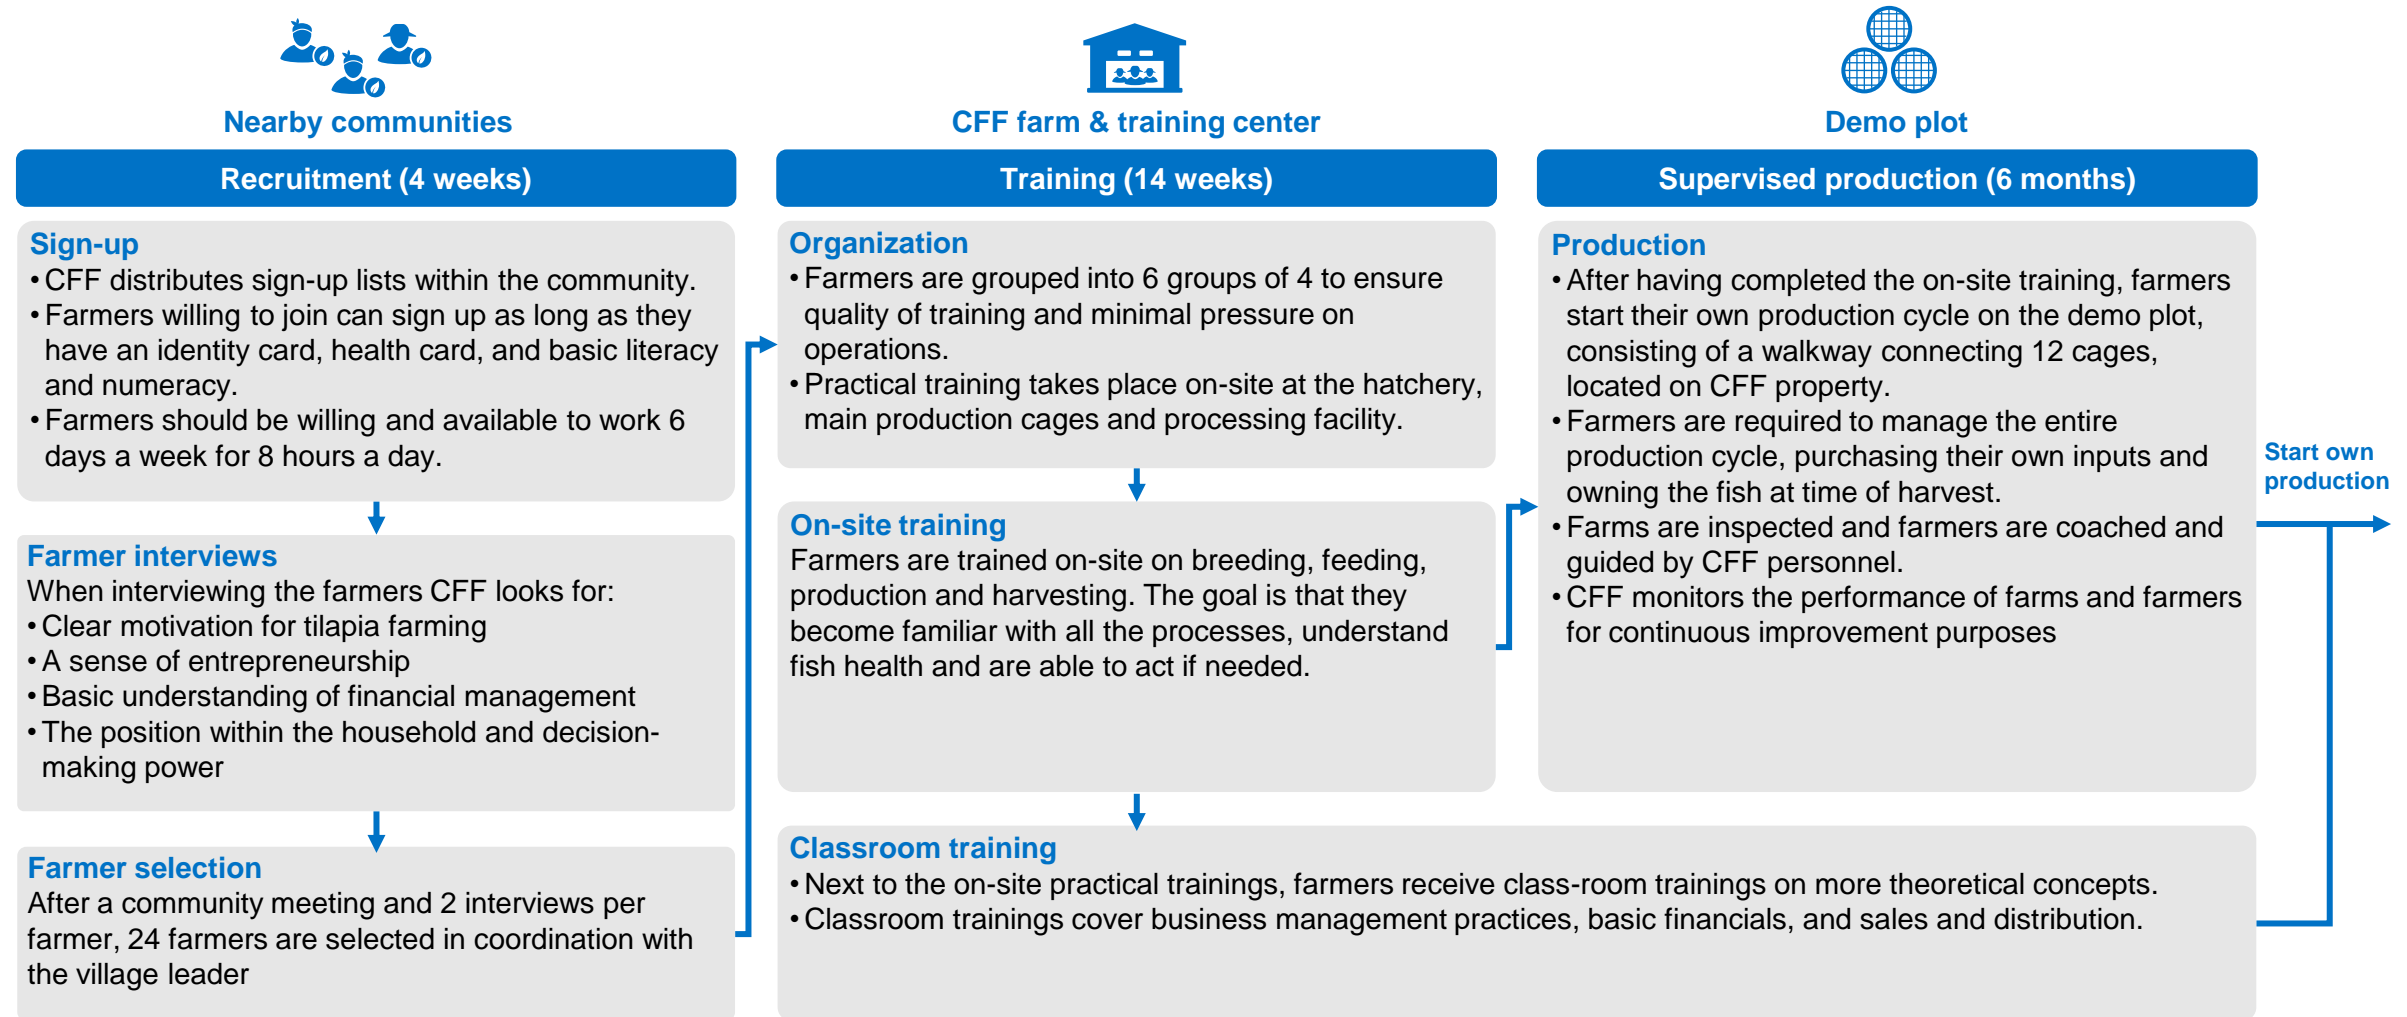 Nearby communities
Recruitment (4 weeks)
Sign-up
• CFF distributes sign-up lists within the community.
• Farmers willing to join can sign up as long as they
have an identity card, health card, and basic literacy
and numeracy.
• Farmers should be willing and available to work 6
days a week for 8 hours a day.
Farmer interviews
When interviewing the farmers CFF looks for:
• Clear motivation for tilapia farming
• A sense of entrepreneurship
• Basic understanding of financial management
• The position within the household and decision-
making power
Farmer selection
After a community meeting and 2 interviews per
farmer, 24 farmers are selected in coordination with
the village leader
CFF farm & training center
Training (14 weeks)
Organization
• Farmers are grouped into 6 groups of 4 to ensure
quality of training and minimal pressure on
operations.
• Practical training takes place on-site at the hatchery,
main production cages and processing facility.
On-site training
Farmers are trained on-site on breeding, feeding,
production and harvesting. The goal is that they
become familiar with all the processes, understand
fish health and are able to act if needed.
Demo plot
Supervised production (6 months)
Production
• After having completed the on-site training, farmers
start their own production cycle on the demo plot,
consisting of a walkway connecting 12 cages,
located on CFF property.
• Farmers are required to manage the entire
production cycle, purchasing their own inputs and
owning the fish at time of harvest.
• Farms are inspected and farmers are coached and
guided by CFF personnel.
• CFF monitors the performance of farms and farmers
for continuous improvement purposes
Classroom training
• Next to the on-site practical trainings, farmers receive class-room trainings on more theoretical concepts.
• Classroom trainings cover business management practices, basic financials, and sales and distribution.
Start own
production